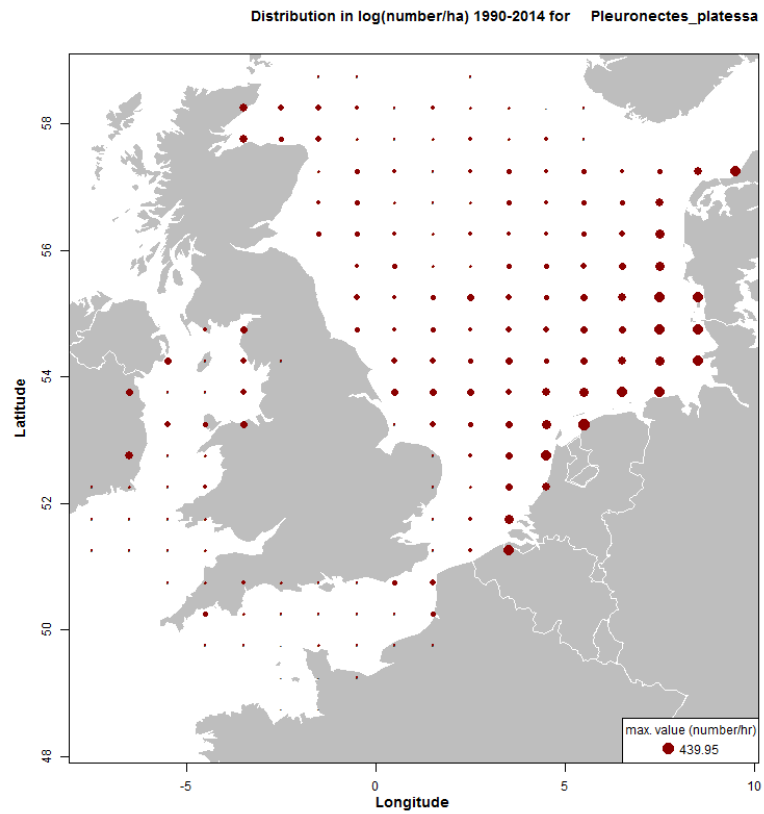 Distribution in log(number/ha) 1990-2014 for Pleuronectes_platessa
58
56
54
52
50
48
Latitude
-5
0
5
10
Longitude
max. value (number/hr)
439.95